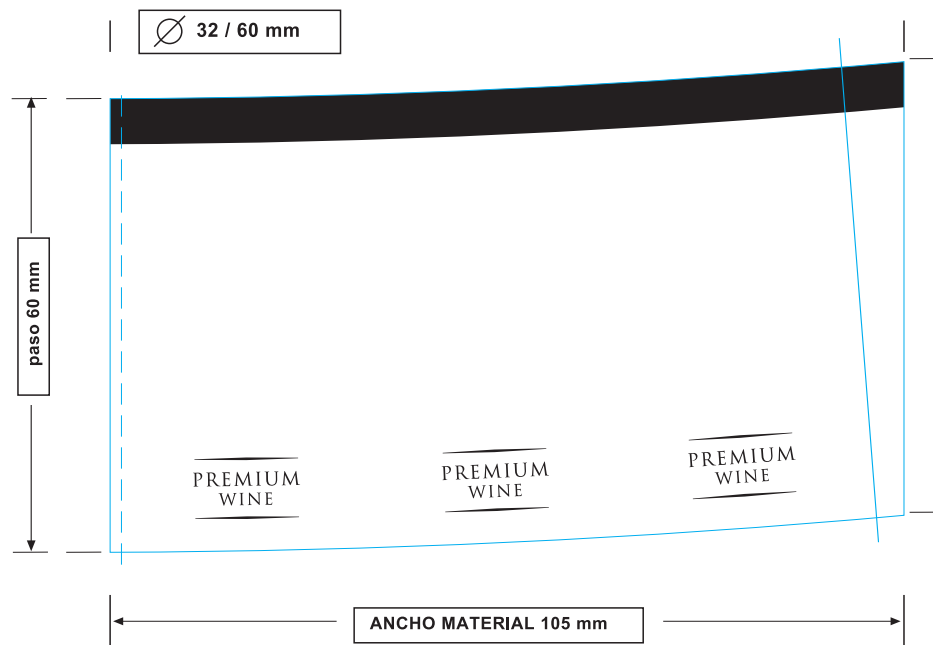 32 / 60 mm
paso 60 mm
PREMIUM
WINE
PREMIUM
WINE
PREMIUM
WINE
ANCHO MATERIAL 105 mm